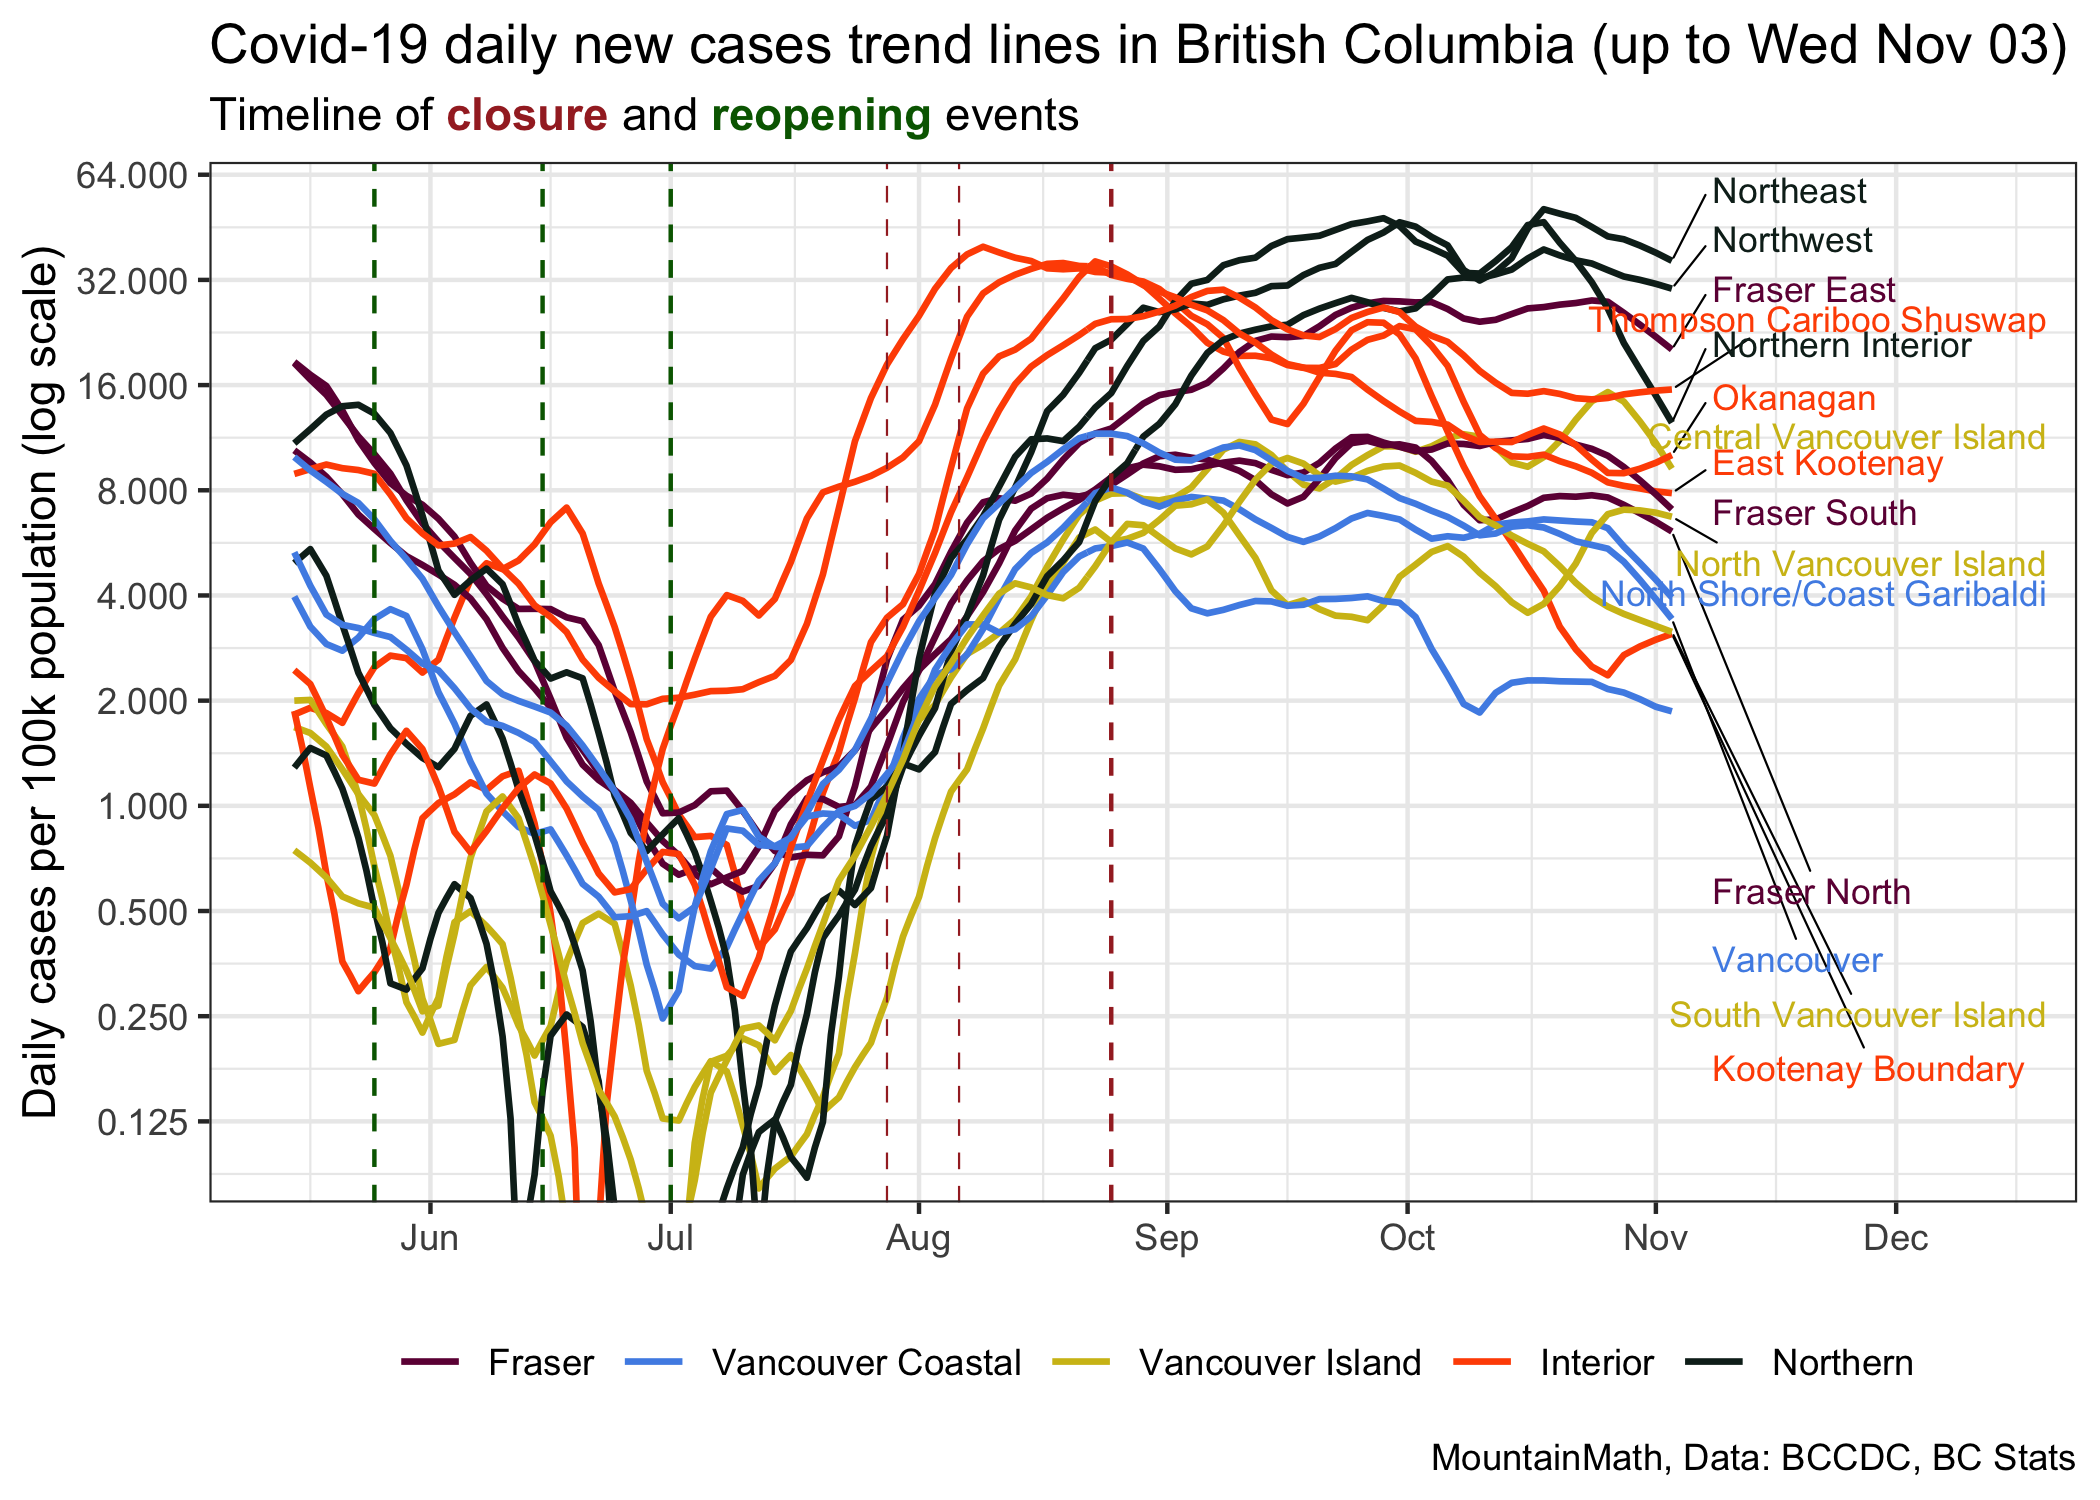 Covid-19 daily new cases trend lines in British Columbia (up to Wed Nov 03)
Timeline of closure and reopening events
Daily cases per 100k population (log scale)
64.000
32.000
16.000
8.000
4.000
2.000
1.000
0.500
0.250
0.125
Northeast
Northwest
Fraser East
Thompson Cariboo Shuswap
Northern Interior
Okanagan
Central Vancouver Island
East Kootenay
Fraser South
North Vancouver Island
North Shore/Coast Garibaldi
Fraser North
Vancouver
South Vancouver Island
Kootenay Boundary
Jun Jul Aug Sep Oct Nov Dec
Fraser Vancouver Coastal Vancouver Island Interior Northern
MountainMath, Data: BCCDC, BC Stats